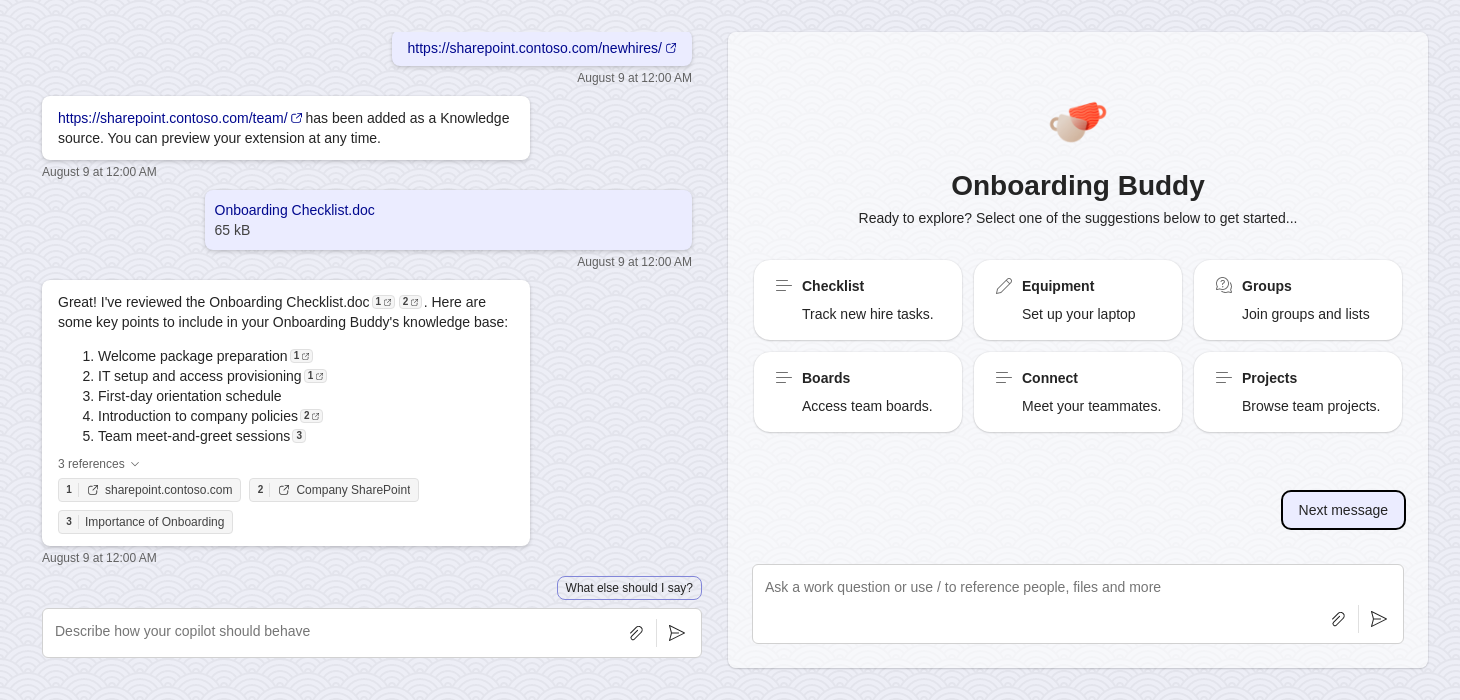 https://sharepoint.contoso.com/newhires/
August 9 at 12:00 AM
https://sharepoint.contoso.com/team/ has been added as a Knowledge
source. You can preview your extension at any time.
August 9 at 12:00 AM
Onboarding Checklist.doc
65 kB
August 9 at 12:00 AM
Great! I've reviewed the Onboarding Checklist.doc 1 2 . Here are
some key points to include in your Onboarding Buddy's knowledge base:
1. Welcome package preparation 1
2. IT setup and access provisioning 1
3. First-day orientation schedule
4. Introduction to company policies 2
5. Team meet-and-greet sessions 3
3 references
1 sharepoint.contoso.com 2 Company SharePoint
3 Importance of Onboarding
August 9 at 12:00 AM
What else should I say?
Describe how your copilot should behave
Onboarding Buddy
Ready to explore? Select one of the suggestions below to get started...
Checklist
Track new hire tasks.
Equipment
Set up your laptop
Groups
Join groups and lists
Boards
Access team boards.
Connect
Meet your teammates.
Projects
Browse team projects.
Next message
Ask a work question or use / to reference people, files and more